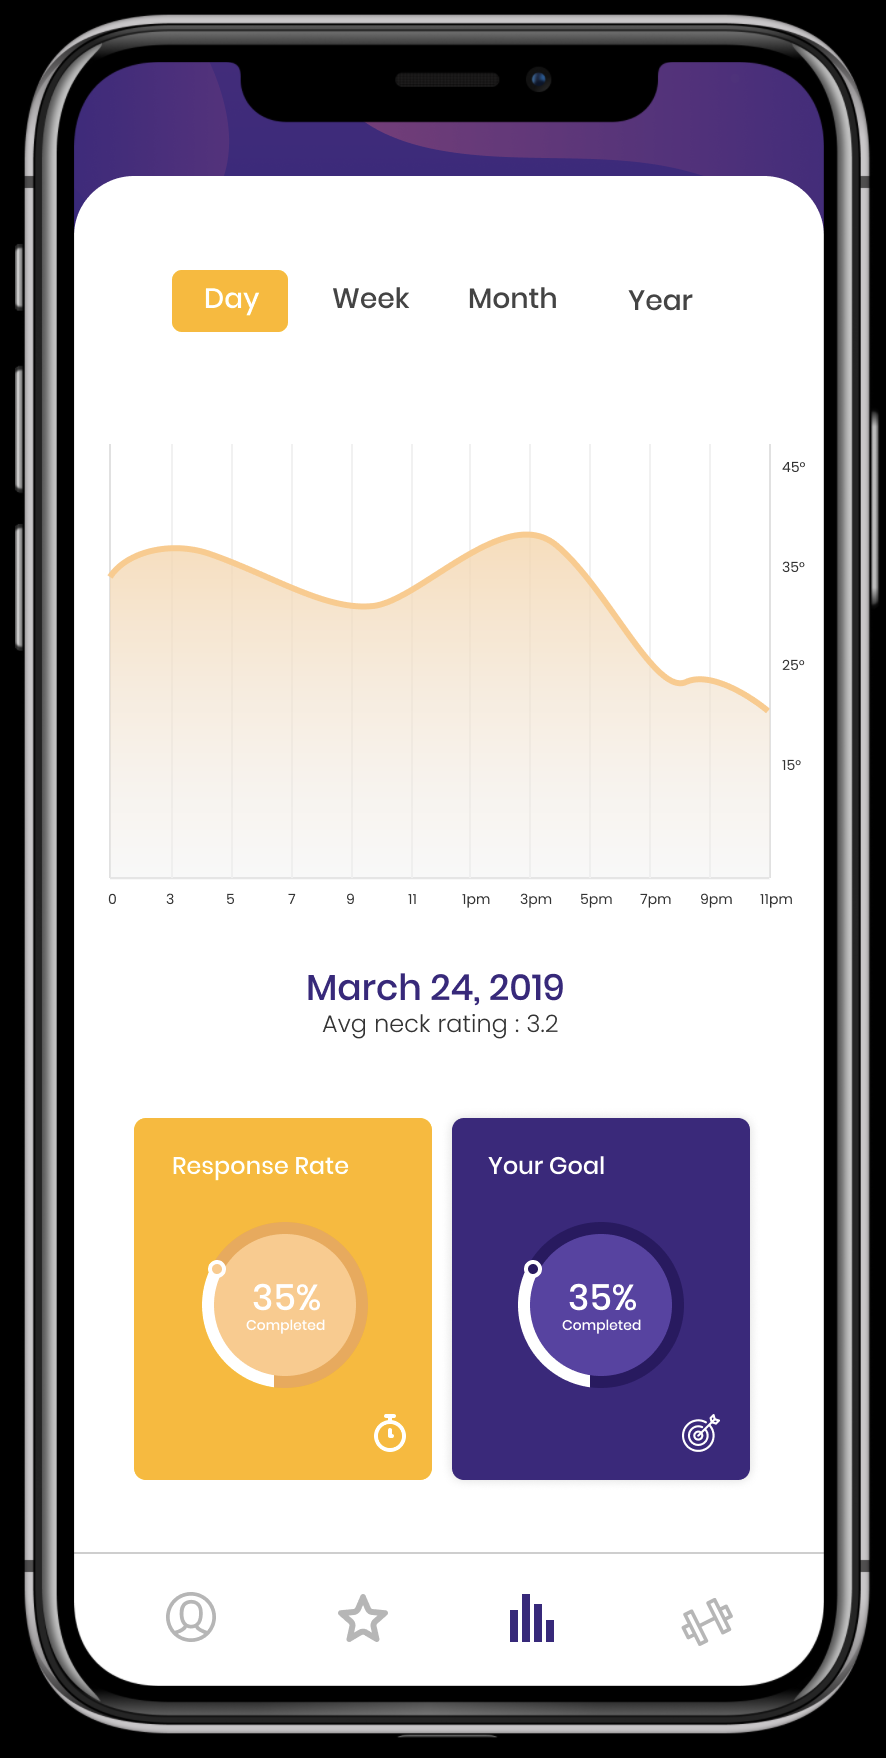 Day Week Month Year
45°
35°
25°
15°
0 3 5 7 9 11 1pm 3pm 5pm 7pm 9pm 11pm
March 24, 2019
Avg neck rating : 3.2
Response Rate
35%
Completed
Your Goal
35%
Completed